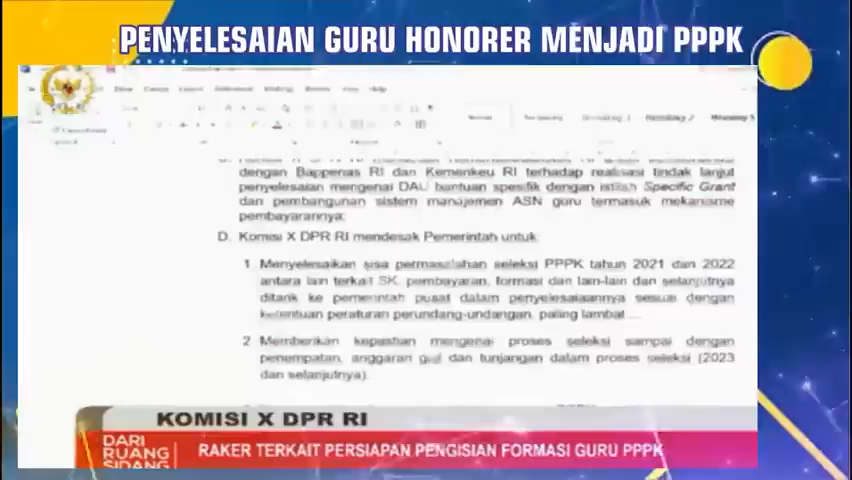 PENYELESAIAN GURU HONORER MENJADI PPPK
dengan Bappenas RI dan Kemenkeu RI terhadap realisasi tindak lanjut
penyelesaian mengenai DAU bantuan spesifik dengan istilah Specific Grant
dan pembangunan sistem manajemen ASN guru termasuk mekanisme
pembayarannya;
D. Komisi X DPR RI mendesak Pemerintah untuk:
1 Menyelesaikan sisa permasalahan seleksi PPPK tahun 2021 dan 2022
antara lain terkait SK, pembayaran, formasi dan lain-lain dan selanjutnya
ditarik ke pemerintah pusat dalam penyelesaiaannya sesuai dengan
ketentuan peraturan perundang-undangan, paling lambat....
2 Memberikan kepastian mengenai proses seleksi sampai dengan
penempatan, anggaran gaji dan tunjangan dalam proses seleksi (2023
dan selanjutnya).
KOMISI X DPR RI
DARI
RUANG
SIDANG
RAKER TERKAIT PERSIAPAN PENGISIAN FORMASI GURU PPPK